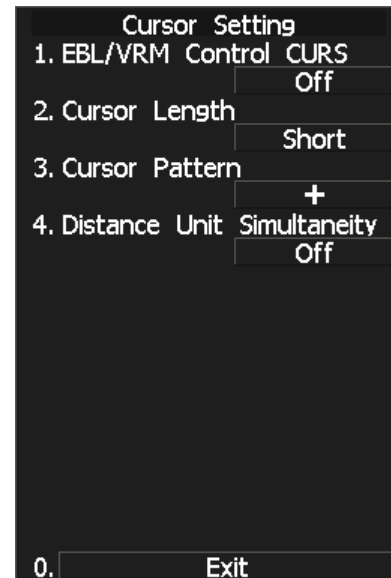 Cursor Setting
1. EBL/VRM Control CURS
Off
2. Cursor Length
Short
3. Cursor Pattern
+
4. Distance Unit Simultaneity
Off
0. Exit